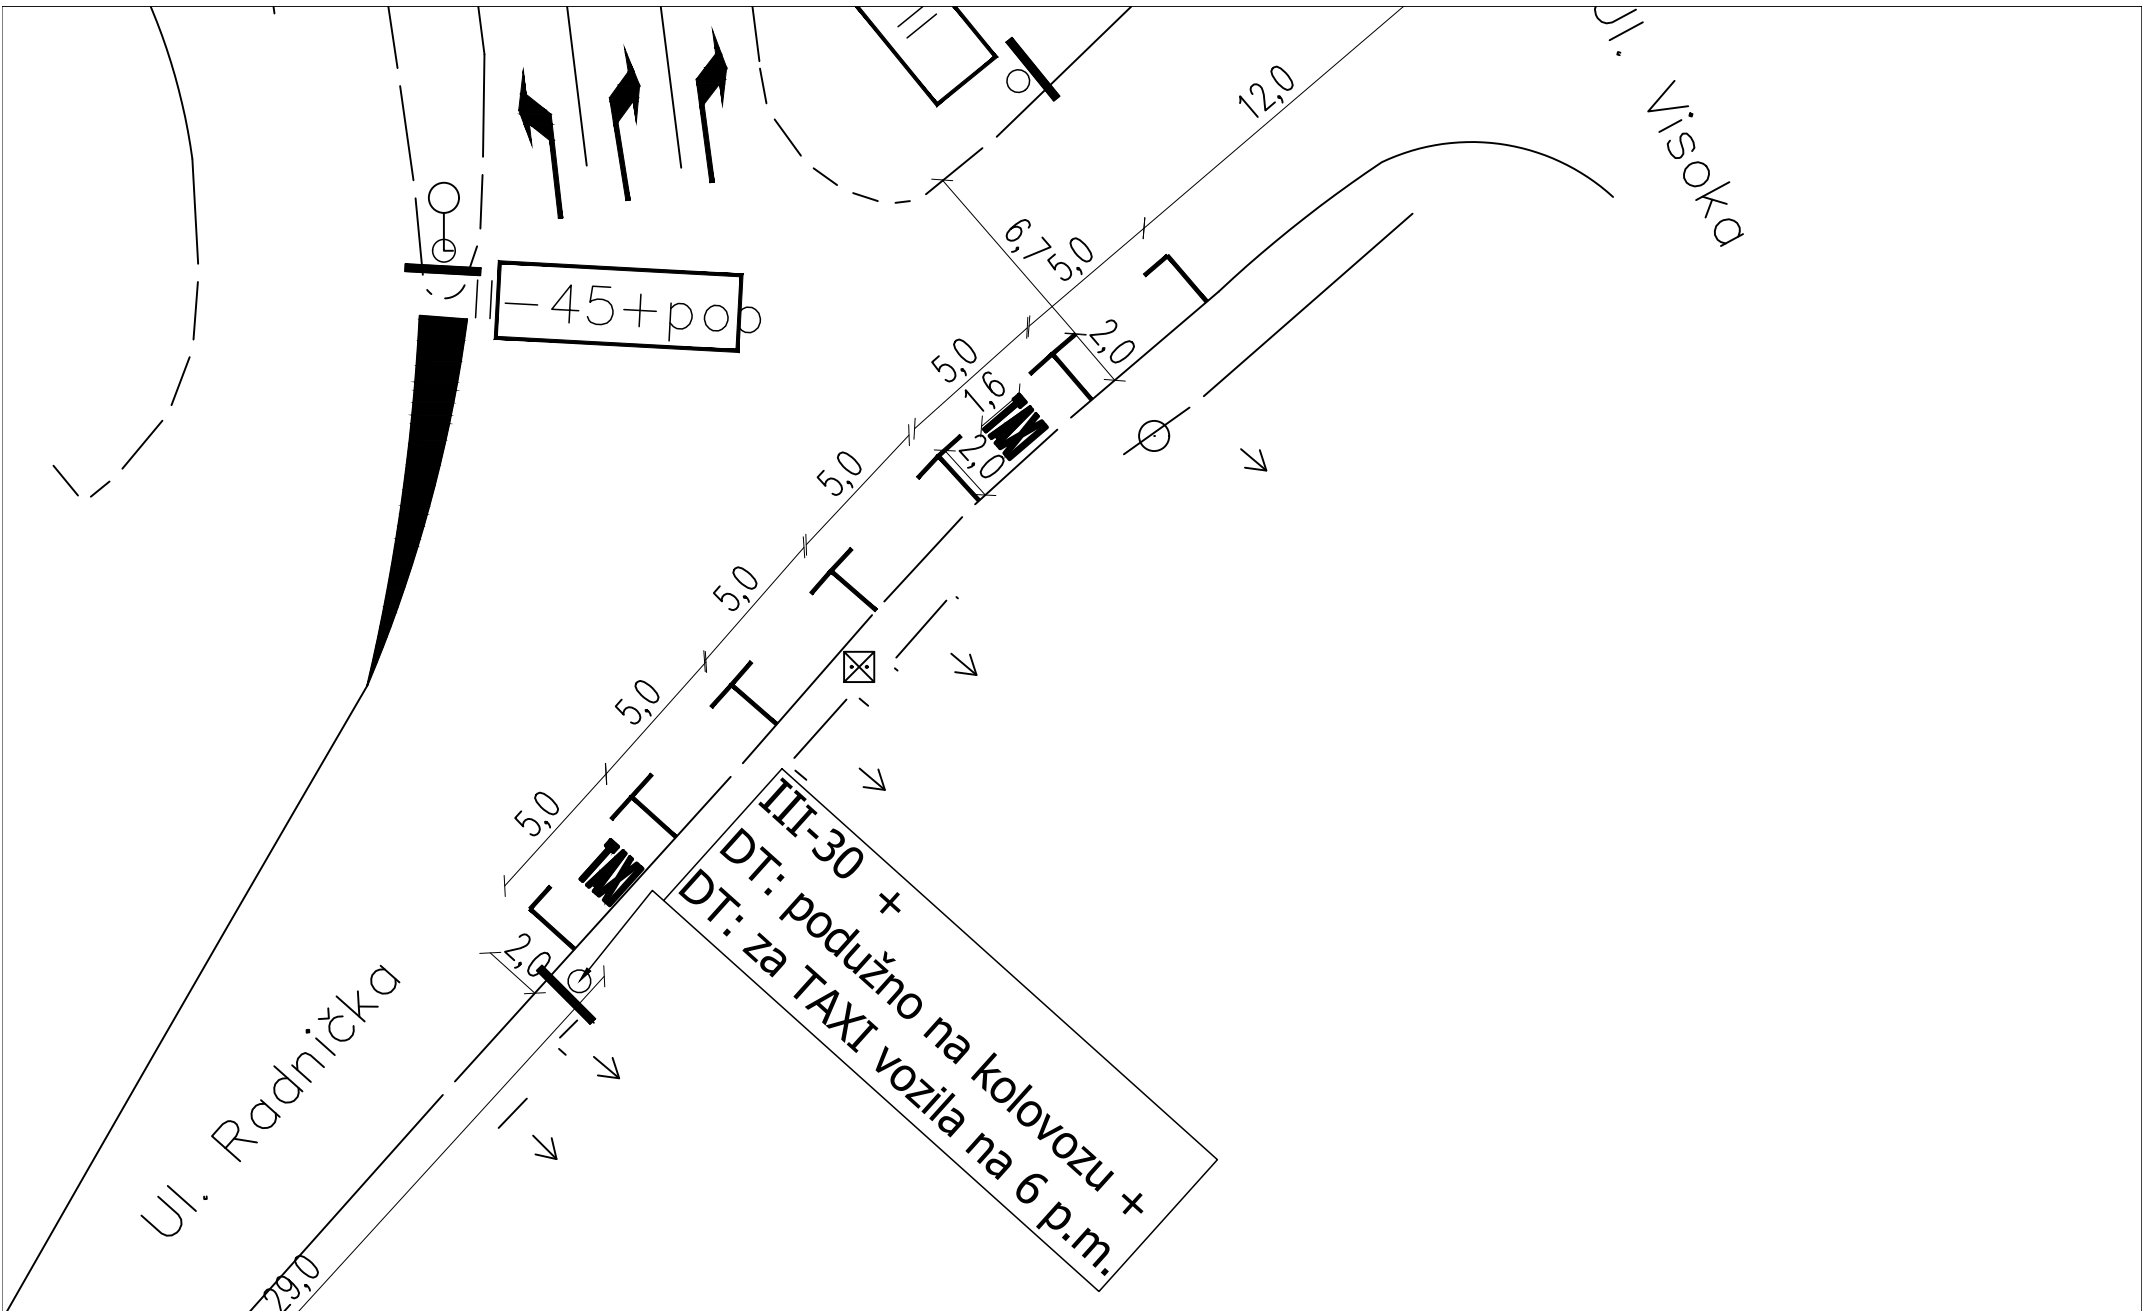 Ul. Visoka
12,0
6,7
5,0
-45+pop
2,0
5,0
1,6
TAXI
2,0
5,0
5,0
5,0
5,0
TAXI
III-30 +
DT: podužno na kolovozu +
DT: za TAXI vozila na 6 p.m.
2,0
Ul. Radnička
29,0